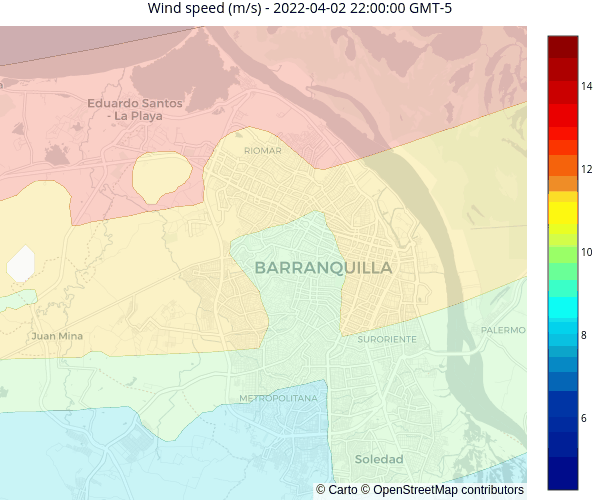 Wind speed (m/s) - 2022-04-02 22:00:00 GMT-5
Eduardo Santos
- La Playa
RIOMAR
BARRANQUILLA
Juan Mina
SURORIENTE
PALERMO
METROPOLITANA
Soledad
14
12
10
8
6
© Carto © OpenStreetMap contributors